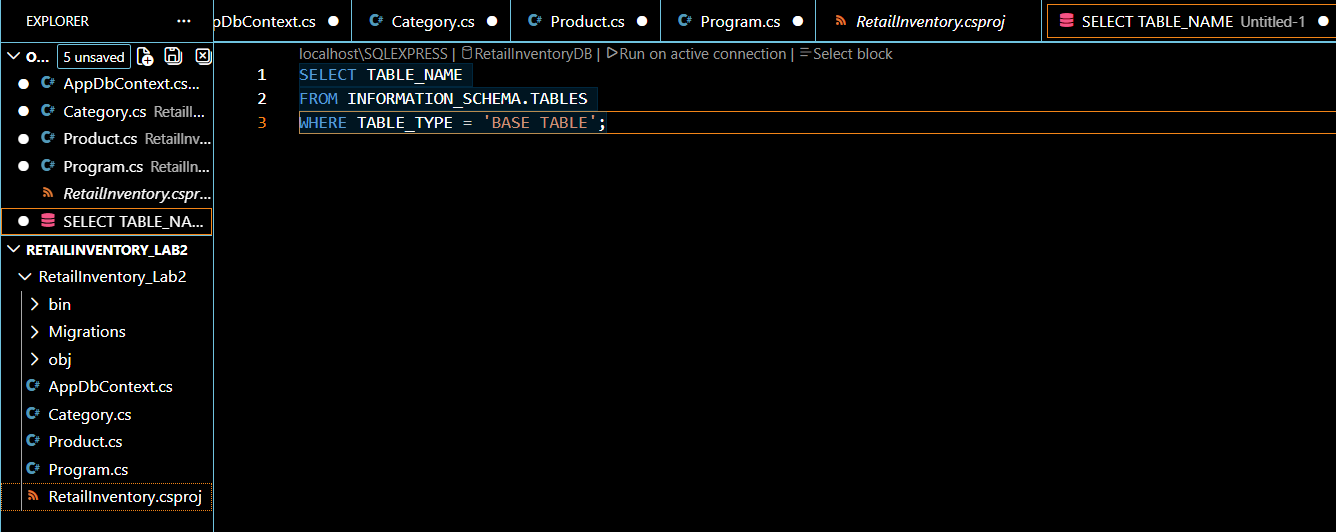 EXPLORER ···
O... 5 unsaved
AppDbContext.cs...
Category.cs Retail...
Product.cs RetailInv...
Program.cs RetailIn...
RetailInventory.cspr...
SELECT TABLE_NA...
RETAILINVENTORY_LAB2
RetailInventory_Lab2
bin
Migrations
obj
AppDbContext.cs
Category.cs
Product.cs
Program.cs
RetailInventory.csproj
ppDbContext.cs
Category.cs
Product.cs
Program.cs
RetailInventory.csproj
SELECT TABLE_NAME Untitled-1
localhost\SQLEXPRESS | RetailInventoryDB | Run on active connection | Select block
1 SELECT TABLE_NAME
2 FROM INFORMATION_SCHEMA.TABLES
3 WHERE TABLE_TYPE = 'BASE TABLE';